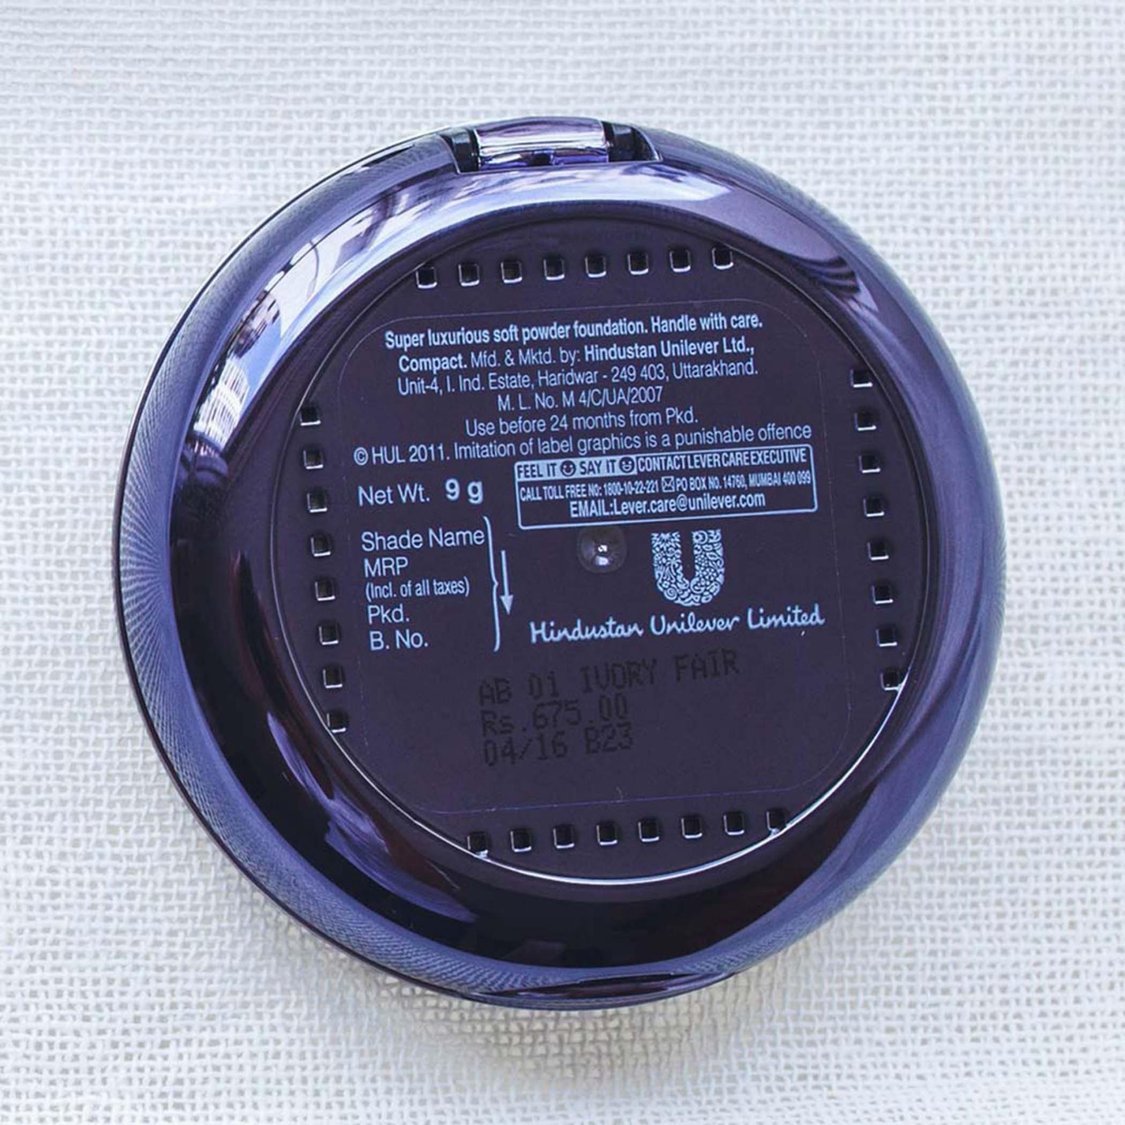 Super luxurious soft powder foundation. Handle with care.
Compact. Mfd. & Mktd. by: Hindustan Unilever Ltd.,
Unit-4, I. Ind. Estate, Haridwar - 249 403, Uttarakhand.
M. L. No. M 4/C/UA/2007
Use before 24 months from Pkd.
© HUL 2011. Imitation of label graphics is a punishable offence
Net Wt. 9 g
FEEL IT SAY IT CONTACT LEVER CARE EXECUTIVE
CALL TOLL FREE NO: 1800-10-22-221 PO BOX NO. 14760, MUMBAI 400 099
EMAIL:Lever.care@unilever.com
Shade Name
MRP
(Incl. of all taxes)
Pkd.
B. No.
Hindustan Unilever Limited
AB 01 IVORY FAIR
Rs.675.00
04/16 B23